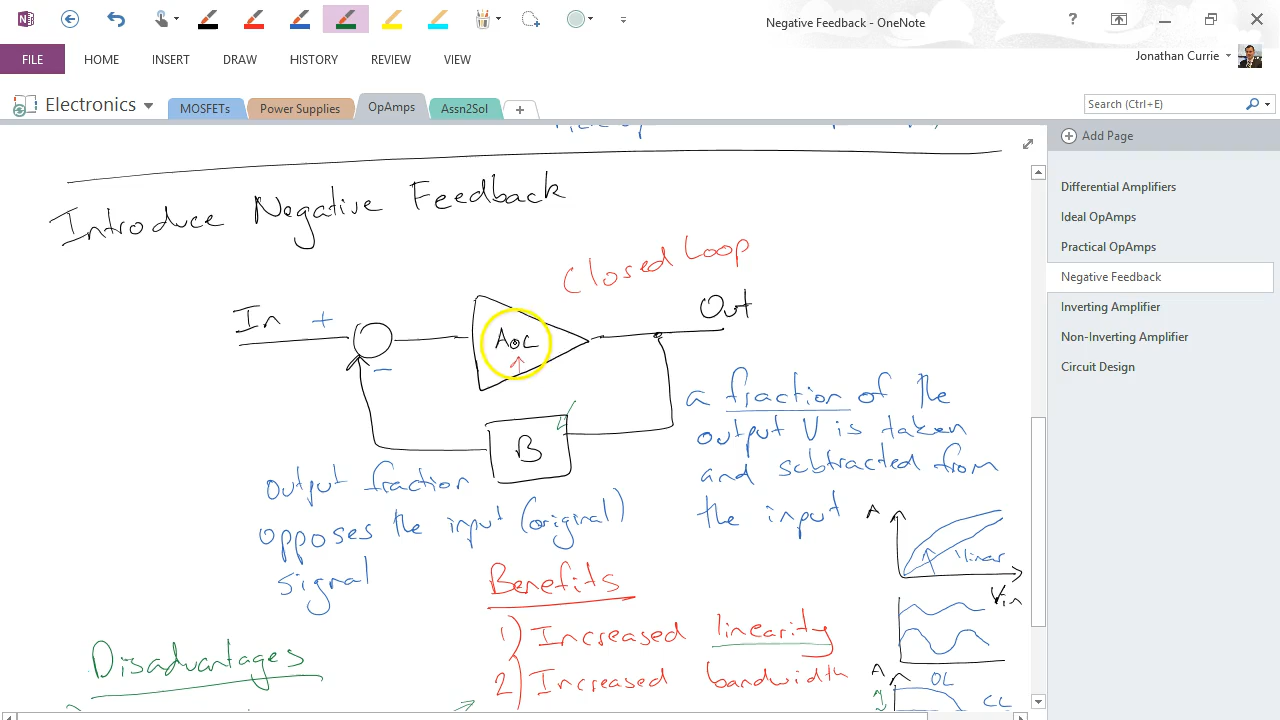 Negative Feedback - OneNote
?
Jonathan Currie
FILE HOME INSERT DRAW HISTORY REVIEW VIEW
Electronics
MOSFETs Power Supplies OpAmps Assn2Sol +
Search (Ctrl+E)
Add Page
Differential Amplifiers
Ideal OpAmps
Practical OpAmps
Negative Feedback
Inverting Amplifier
Non-Inverting Amplifier
Circuit Design
Introduce Negative Feedback
Closed Loop
In + Out
AOL
-
B
a fraction of the
output V is taken
and subtracted from
the input
Output fraction
opposes the input (original)
signal
A
1 linear
Vin
Benefits
1) Increased linearity
2) Increased bandwidth
Disadvantages
A OL
CL